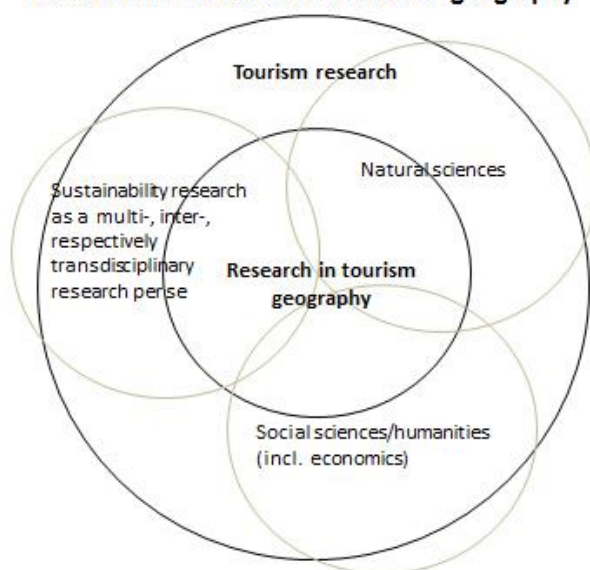 geography
Tourism research
Natural sciences
Sustainability research
as a multi-, inter-,
respectively
transdisciplinary
research per se
Research in tourism
geography
Social sciences/humanities
(incl. economics)